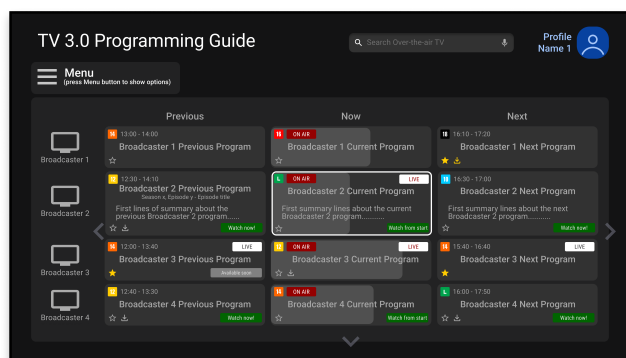 TV 3.0 Programming Guide
Search Over-the-air TV
Profile
Name 1
Menu
(press Menu button to show options)
Previous
Now
Next
Broadcaster 1
14 13:00 - 14:00
Broadcaster 1 Previous Program
ON AIR
Broadcaster 1 Current Program
18 16:10 - 17:20
Broadcaster 1 Next Program
Broadcaster 2
12 12:30 - 14:10
Broadcaster 2 Previous Program
Season x, Episode y - Episode title
First lines of summary about the
previous Broadcaster 2 program......
Watch now!
L ON AIR LIVE
Broadcaster 2 Current Program
First summary lines about the current
Broadcaster 2 program...........
Watch from start
10 16:30 - 17:00
Broadcaster 2 Next Program
First summary lines about the next
Broadcaster 2 program...........
Watch now!
Broadcaster 3
14 12:00 - 13:40 LIVE
Broadcaster 3 Previous Program
Available soon
12 ON AIR LIVE
Broadcaster 3 Current Program
14 15:40 - 16:40 LIVE
Broadcaster 3 Next Program
Broadcaster 4
12 12:40 - 13:30
Broadcaster 4 Previous Program
Watch now!
14 ON AIR
Broadcaster 4 Current Program
Watch from start
L 16:00 - 17:50
Broadcaster 4 Next Program
Watch now!